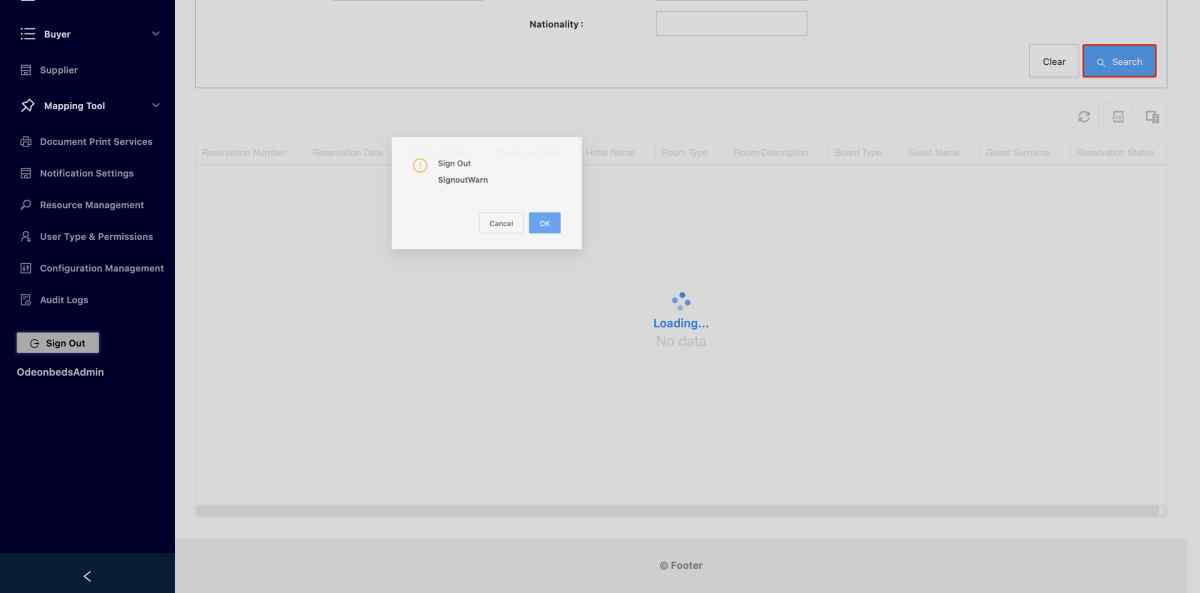 Buyer
Supplier
Mapping Tool
Document Print Services
Notification Settings
Resource Management
User Type & Permissions
Configuration Management
Audit Logs
Sign Out
OdeonbedsAdmin
Nationality :
Clear
Search
Reservation Number
Reservation Date
Hotel Name
Room Type
Room Description
Board Type
Guest Name
Guest Surname
Reservation Status
Sign Out
SignoutWarn
Cancel
OK
Loading...
No data
© Footer